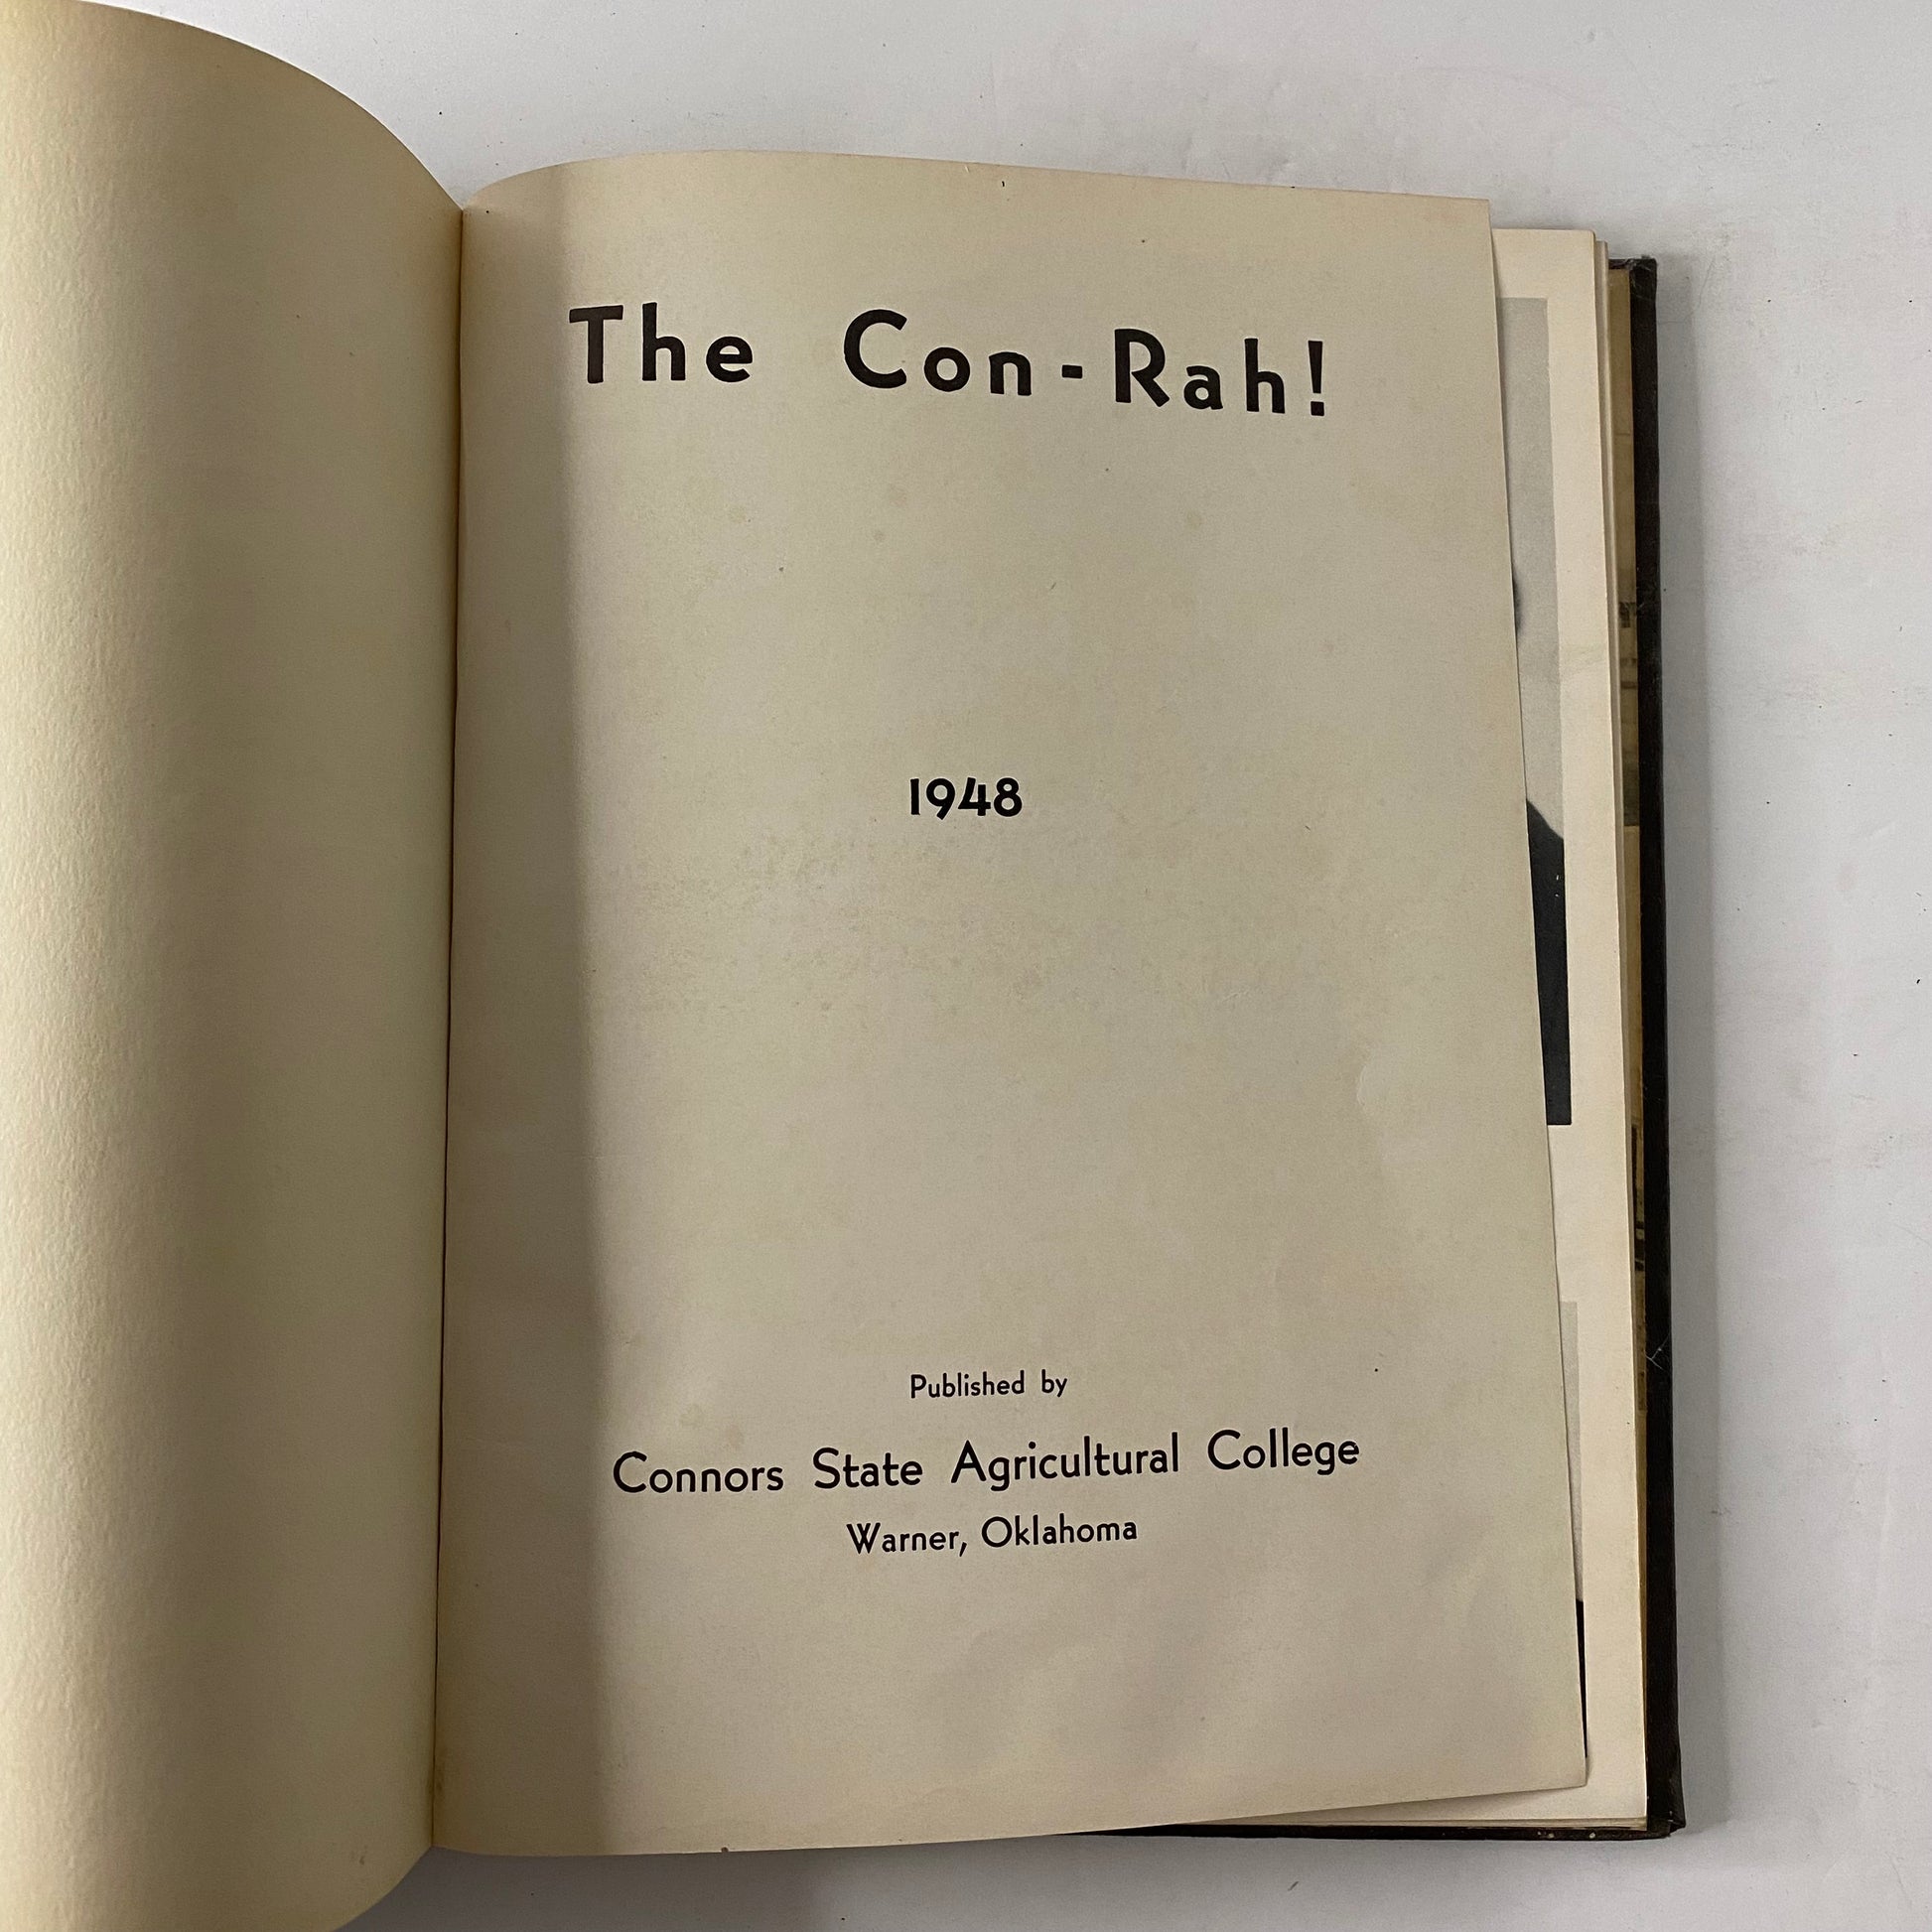 The Con-Rah!
1948
Published by
Connors State Agricultural College
Warner, Oklahoma